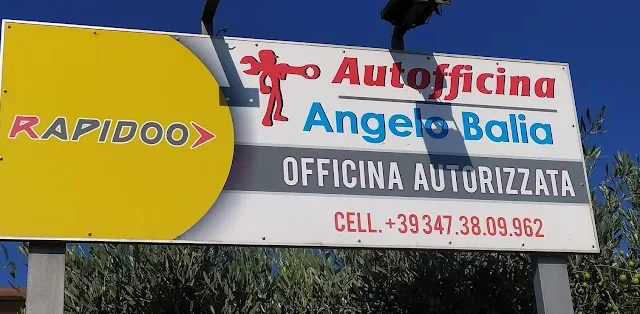 RAPIDOO
Autofficina
Angelo Balia
OFFICINA AUTORIZZATA
CELL. +39 347.38.09.962